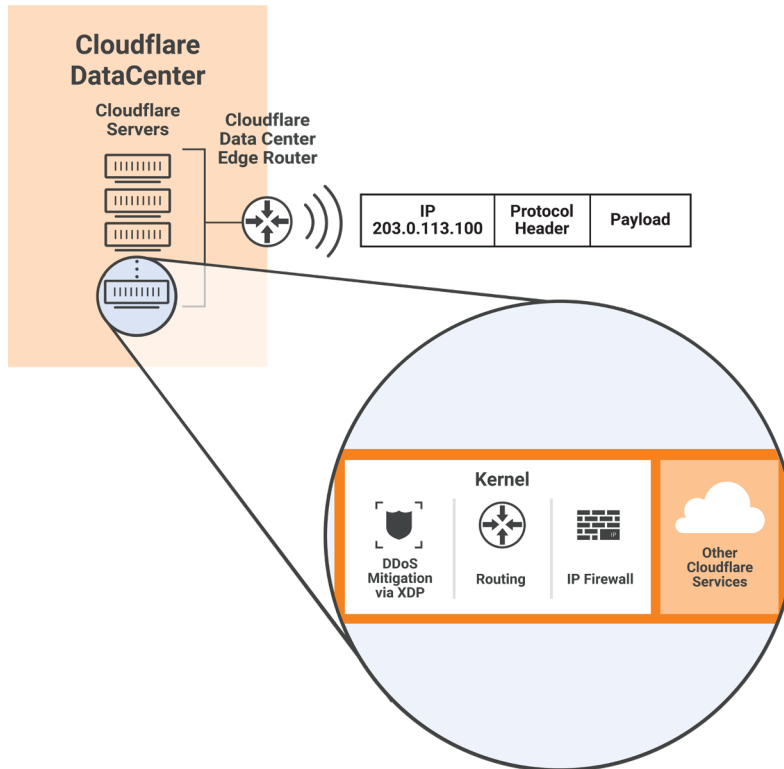 Cloudflare
DataCenter
Cloudflare
Servers
Cloudflare
Data Center
Edge Router
IP
203.0.113.100
Protocol
Header
Payload
Kernel
DDoS
Mitigation
via XDP
Routing
IP
IP Firewall
Other
Cloudflare
Services